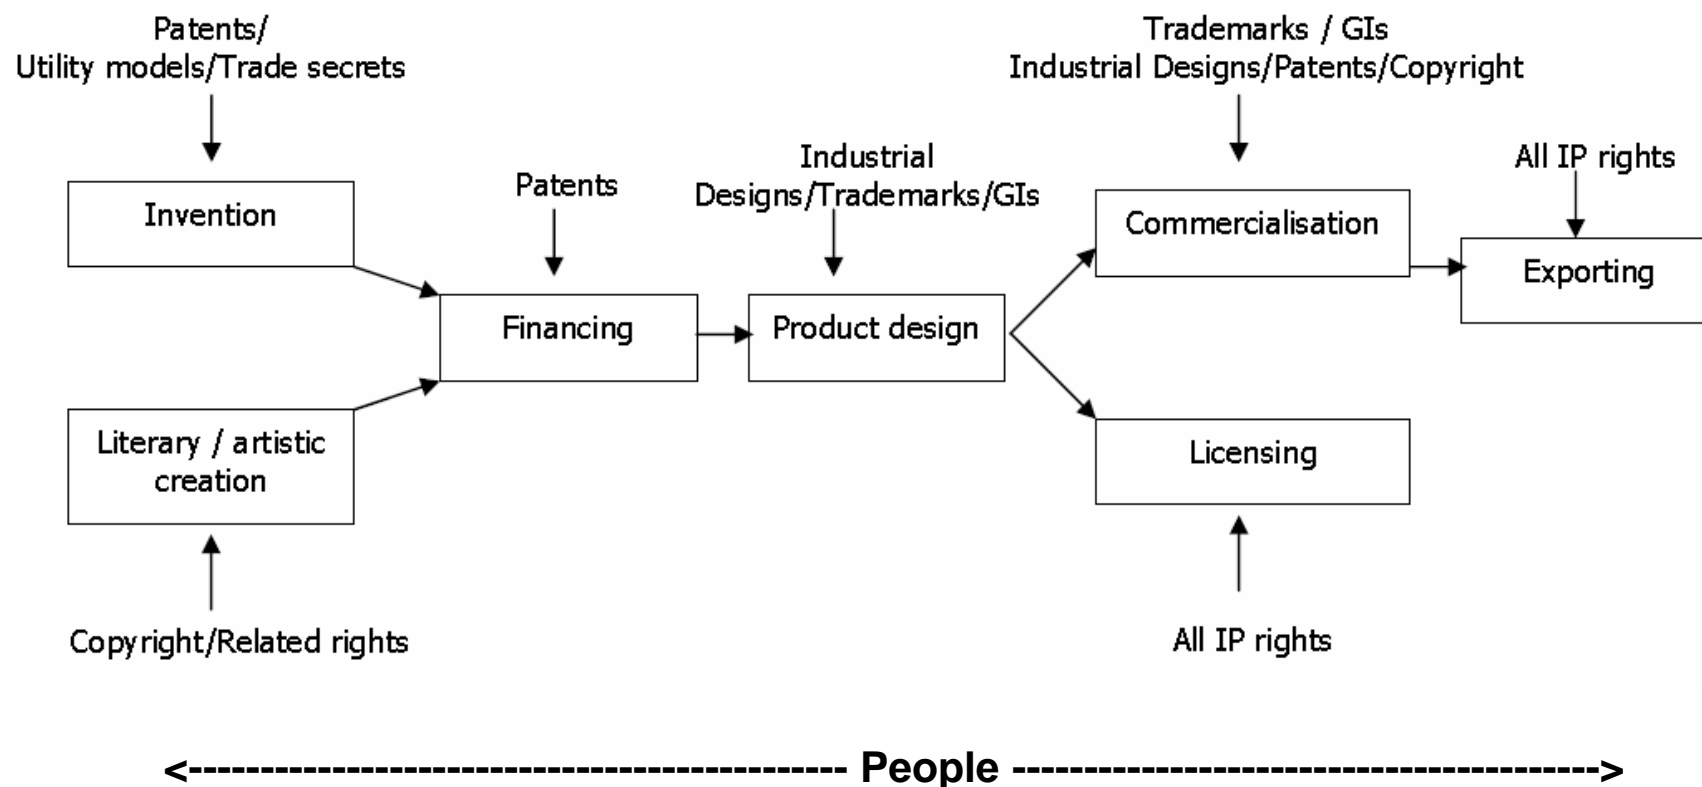 Patents/
Utility models/Trade secrets
Trademarks / GIs
Industrial Designs/Patents/Copyright
Industrial
Designs/Trademarks/GIs
All IP rights
Patents
Invention
Commercialisation
Exporting
Financing
Product design
Literary / artistic
creation
Licensing
Copyright/Related rights
All IP rights
<---------------------------------------------- People ----------------------------------------->